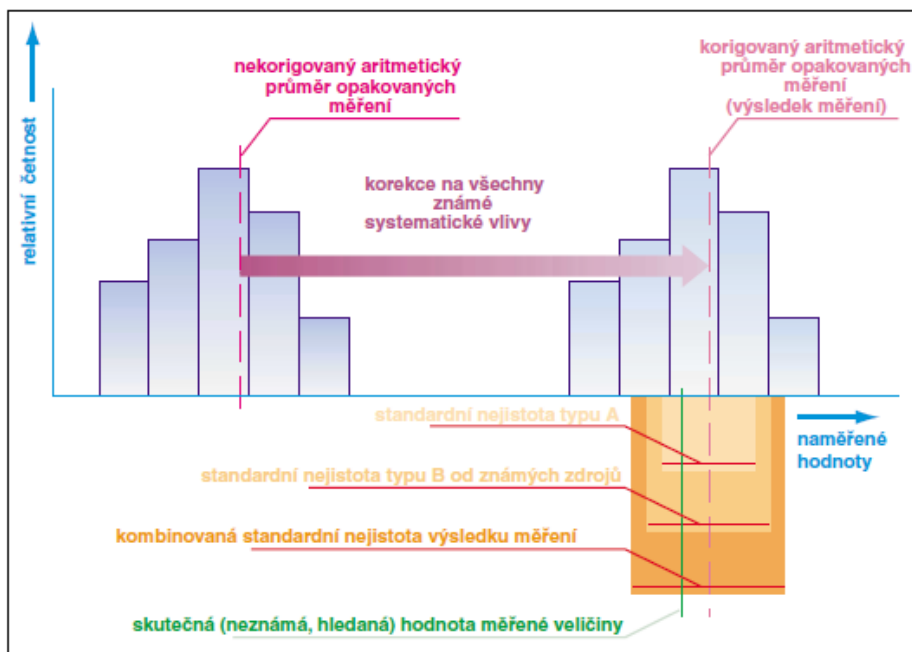 relativní četnost
nekorigovaný aritmetický
průměr opakovaných
měření
korigovaný aritmetický
průměr opakovaných
měření
(výsledek měření)
korekce na všechny
známé
systematické vlivy
standardní nejistota typu A
naměřené
hodnoty
standardní nejistota typu B od známých zdrojů
kombinovaná standardní nejistota výsledku měření
skutečná (neznámá, hledaná) hodnota měřené veličiny